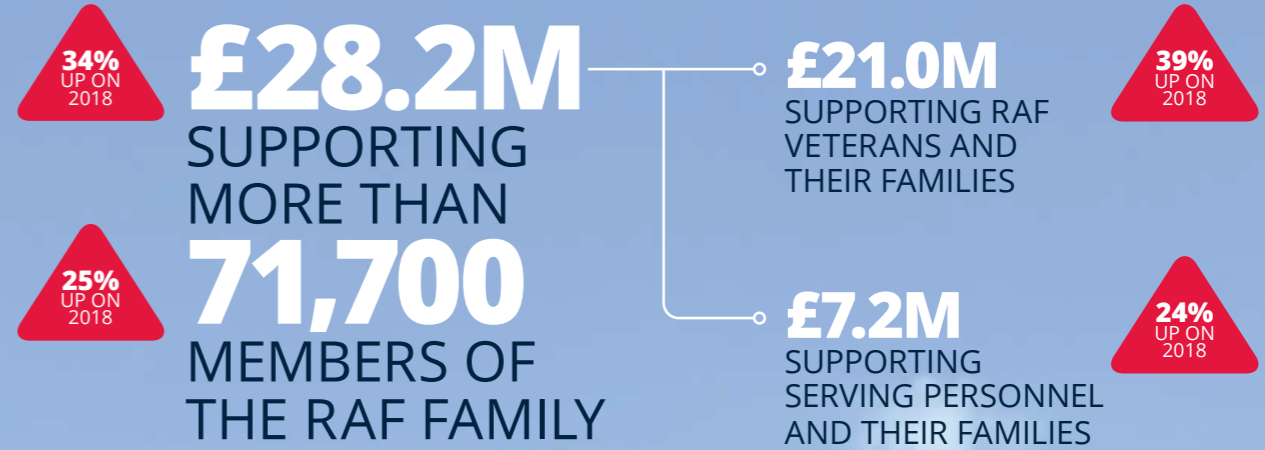 34%
UP ON
2018
£28.2M
SUPPORTING
MORE THAN
25%
UP ON
2018
71,700
MEMBERS OF
THE RAF FAMILY
£21.0M
SUPPORTING RAF
VETERANS AND
THEIR FAMILIES
39%
UP ON
2018
£7.2M
SUPPORTING
SERVING PERSONNEL
AND THEIR FAMILIES
24%
UP ON
2018